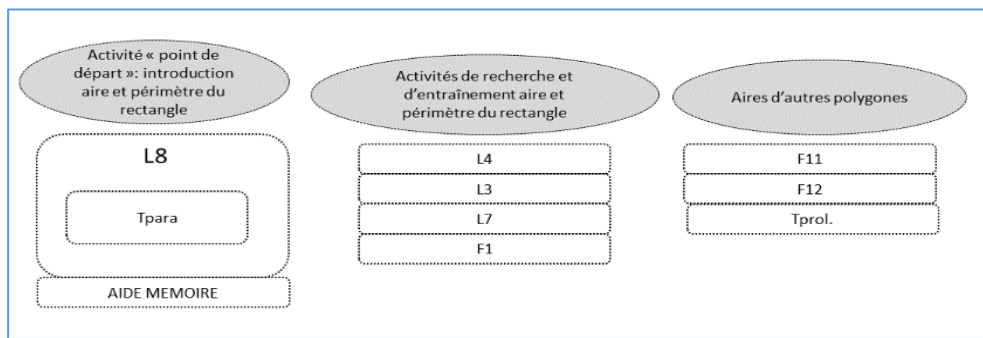 Activité « point de
départ »: introduction
aire et périmètre du
rectangle
L8
Tpara
AIDE MEMOIRE
Activités de recherche et
d'entraînement aire et
périmètre du rectangle
L4
L3
L7
F1
Aires d'autres polygones
F11
F12
Tprol.